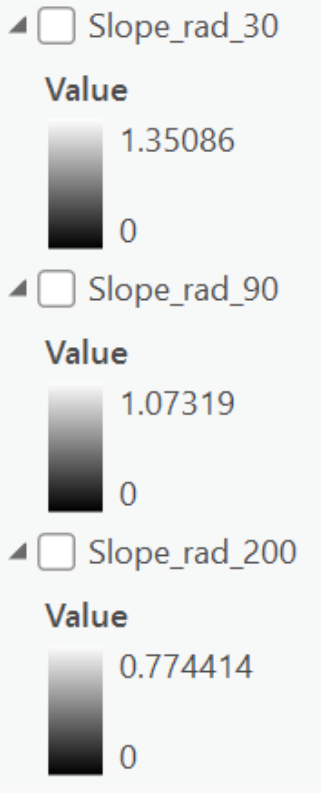 Slope_rad_30
Value
1.35086
0
Slope_rad_90
Value
1.07319
0
Slope_rad_200
Value
0.774414
0